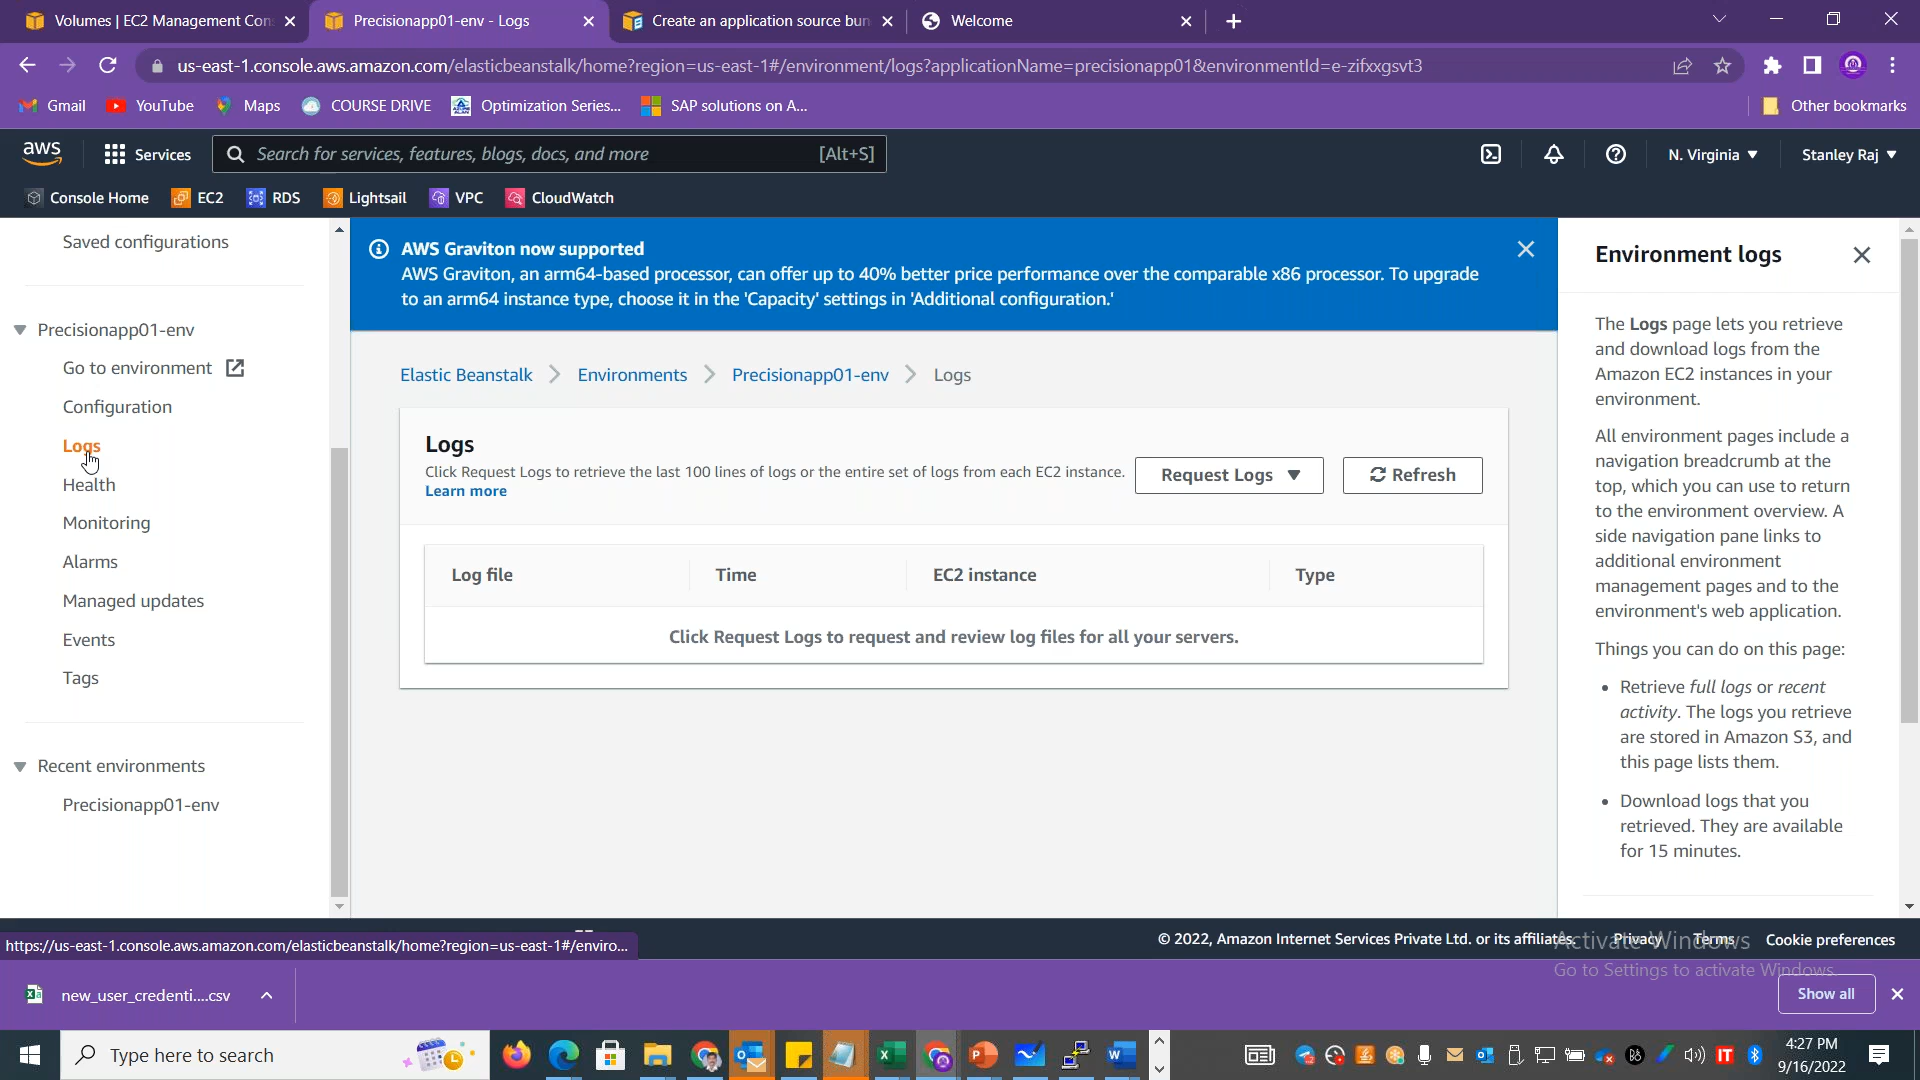 Volumes | EC2 Management Con
Precisionapp01-env - Logs
Create an application source bun
Welcome
us-east-1.console.aws.amazon.com/elasticbeanstalk/home?region=us-east-1#/environment/logs?applicationName=precisionapp01&environmentId=e-zifxxgsvt3
Gmail
YouTube
Maps
COURSE DRIVE
Optimization Series...
SAP solutions on A...
Other bookmarks
aws
Services
Search for services, features, blogs, docs, and more
[Alt+S]
N. Virginia
Stanley Raj
Console Home
EC2
RDS
Lightsail
VPC
CloudWatch
Saved configurations
Precisionapp01-env
Go to environment
Configuration
Logs
Health
Monitoring
Alarms
Managed updates
Events
Tags
Recent environments
Precisionapp01-env
AWS Graviton now supported
AWS Graviton, an arm64-based processor, can offer up to 40% better price performance over the comparable x86 processor. To upgrade
to an arm64 instance type, choose it in the 'Capacity' settings in 'Additional configuration.'
Elastic Beanstalk
Environments
Precisionapp01-env
Logs
Logs
Click Request Logs to retrieve the last 100 lines of logs or the entire set of logs from each EC2 instance.
Learn more
Request Logs
Refresh
Log file
Time
EC2 instance
Type
Click Request Logs to request and review log files for all your servers.
Environment logs
The Logs page lets you retrieve
and download logs from the
Amazon EC2 instances in your
environment.
All environment pages include a
navigation breadcrumb at the
top, which you can use to return
to the environment overview. A
side navigation pane links to
additional environment
management pages and to the
environment's web application.
Things you can do on this page:
• Retrieve full logs or recent
activity. The logs you retrieve
are stored in Amazon S3, and
this page lists them.
• Download logs that you
retrieved. They are available
for 15 minutes.
https://us-east-1.console.aws.amazon.com/elasticbeanstalk/home?region=us-east-1#/enviro...
© 2022, Amazon Internet Services Private Ltd. or its affiliates.
Privacy
Terms
Cookie preferences
Activate Windows
Go to Settings to activate Windows.
new_user_credenti....csv
Show all
Type here to search
4:27 PM
9/16/2022